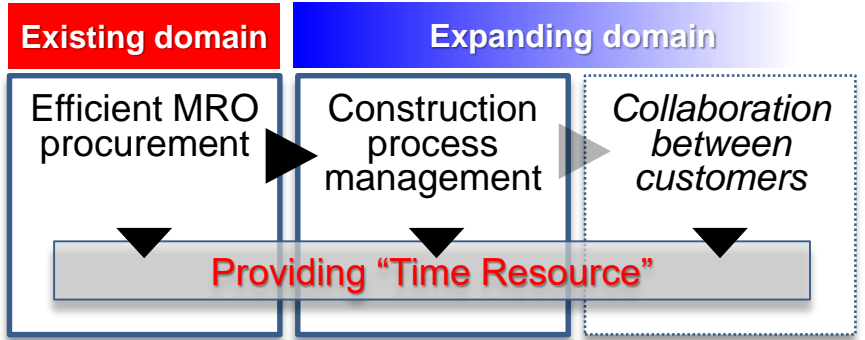 Existing domain
Expanding domain
Efficient MRO
procurement
Construction
process
management
Collaboration
between
customers
Providing “Time Resource”